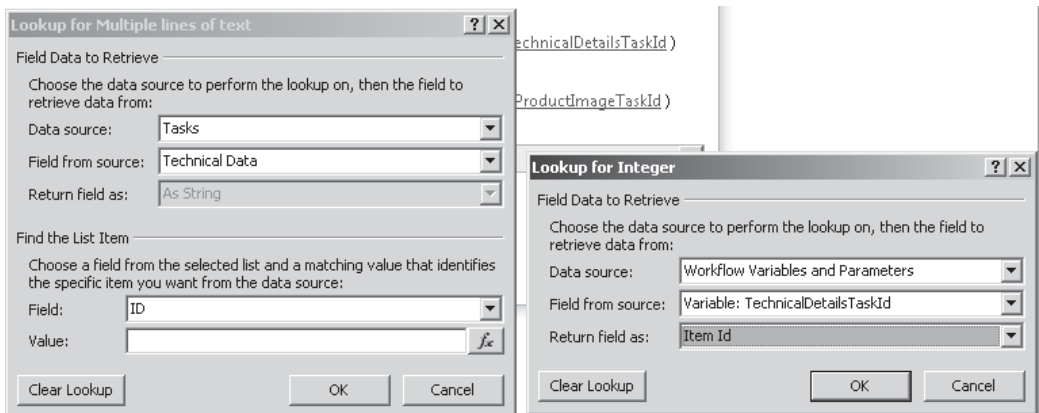 Lookup for Multiple lines of text
Field Data to Retrieve
Choose the data source to perform the lookup on, then the field to
retrieve data from:
Data source: Tasks
Field from source: Technical Data
Return field as: As String
Find the List Item
Choose a field from the selected list and a matching value that identifies
the specific item you want from the data source:
Field: ID
Value: fx
Clear Lookup OK Cancel
echnicalDetailsTaskId )
ProductImageTaskId )
Lookup for Integer
Field Data to Retrieve
Choose the data source to perform the lookup on, then the field to
retrieve data from:
Data source: Workflow Variables and Parameters
Field from source: Variable: TechnicalDetailsTaskId
Return field as: Item Id
Clear Lookup OK Cancel